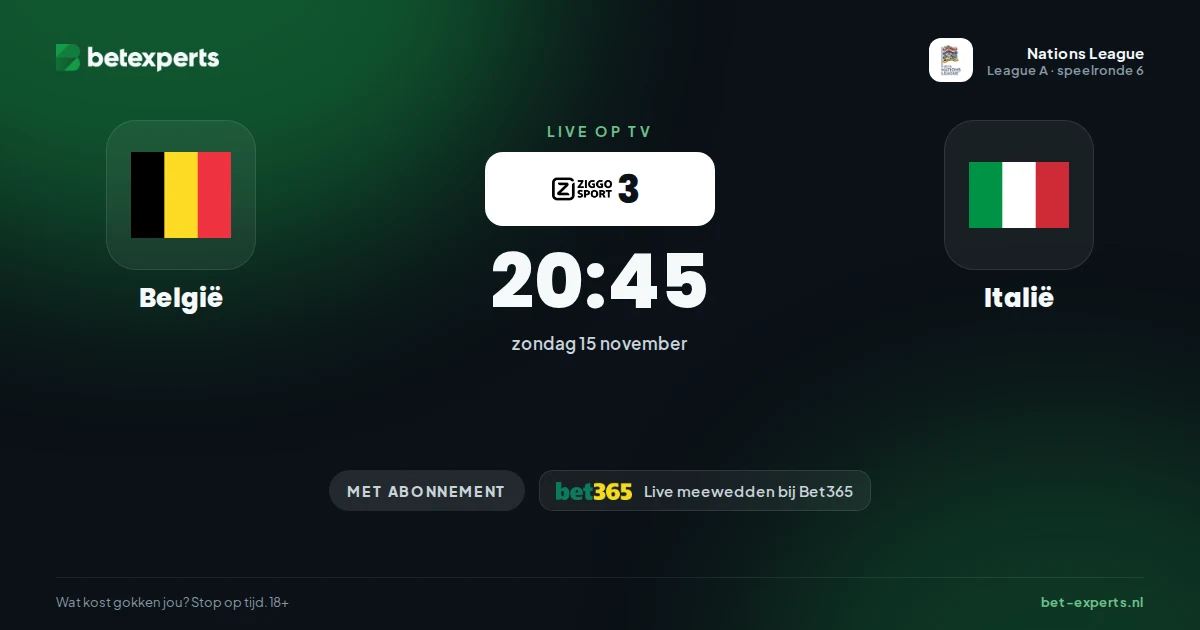 betexperts
Nations League
League A · speelronde 6
LIVE OP TV
Z ZIGGO SPORT 3
20:45
zondag 15 november
België
Italië
MET ABONNEMENT
bet365 Live meewedden bij Bet365
Wat kost gokken jou? Stop op tijd. 18+
bet-experts.nl